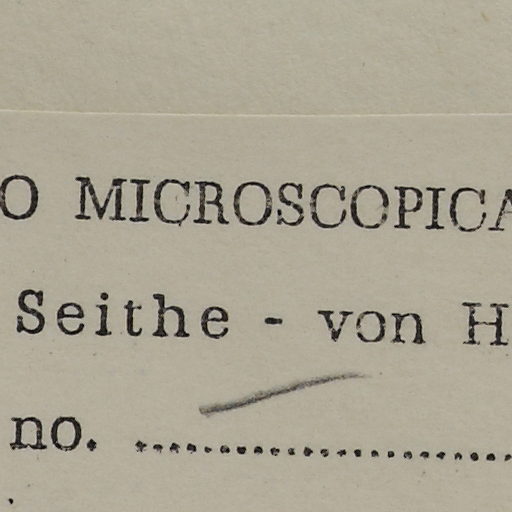 O MICROSCOPICA
Seithe - von H
no. ................................